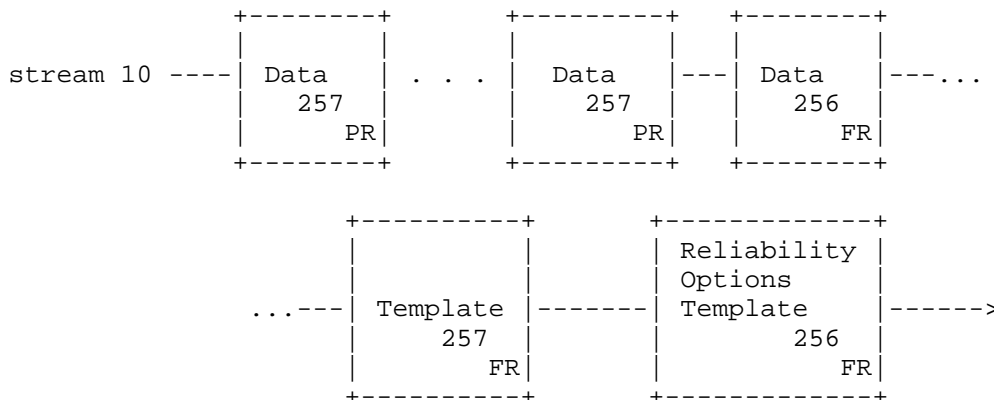 +--------+        +---------+   +--------+
              |        |        |         |   |        |
stream 10 ----| Data   | . . . |  Data   |---| Data   |---...
              |   257  |        |   257   |   |   256  |
              |      PR|        |       PR|   |      FR|
              +--------+        +---------+   +--------+
+----------+       +-------------+
|          |       | Reliability |
|          |       | Options     |
...---| Template |-------| Template    |------>
|    257   |       |       256   |
|        FR|       |           FR|
+----------+       +-------------+